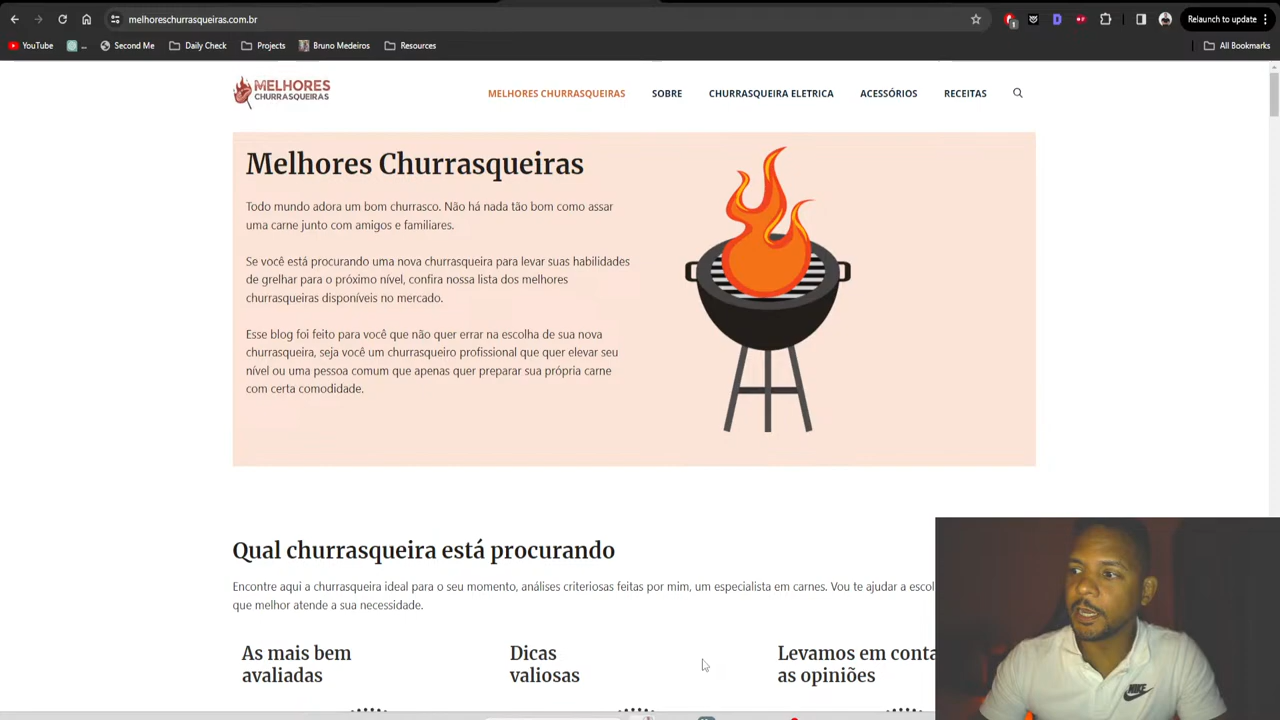 melhoreschurrasqueiras.com.br
Relaunch to update
1
YouTube
...
Second Me
Daily Check
Projects
Bruno Medeiros
Resources
All Bookmarks
MELHORES
CHURRASQUEIRAS
MELHORES CHURRASQUEIRAS
SOBRE
CHURRASQUEIRA ELETRICA
ACESSÓRIOS
RECEITAS
Melhores Churrasqueiras
Todo mundo adora um bom churrasco. Não há nada tão bom como assar
uma carne junto com amigos e familiares.
Se você está procurando uma nova churrasqueira para levar suas habilidades
de grelhar para o próximo nível, confira nossa lista dos melhores
churrasqueiras disponíveis no mercado.
Esse blog foi feito para você que não quer errar na escolha de sua nova
churrasqueira, seja você um churrasqueiro profissional que quer elevar seu
nível ou uma pessoa comum que apenas quer preparar sua própria carne
com certa comodidade.
Qual churrasqueira está procurando
Encontre aqui a churrasqueira ideal para o seu momento, análises criteriosas feitas por mim, um especialista em carnes. Vou te ajudar a escol
que melhor atende a sua necessidade.
As mais bem
avaliadas
Dicas
valiosas
Levamos em conta
as opiniões
NIKE